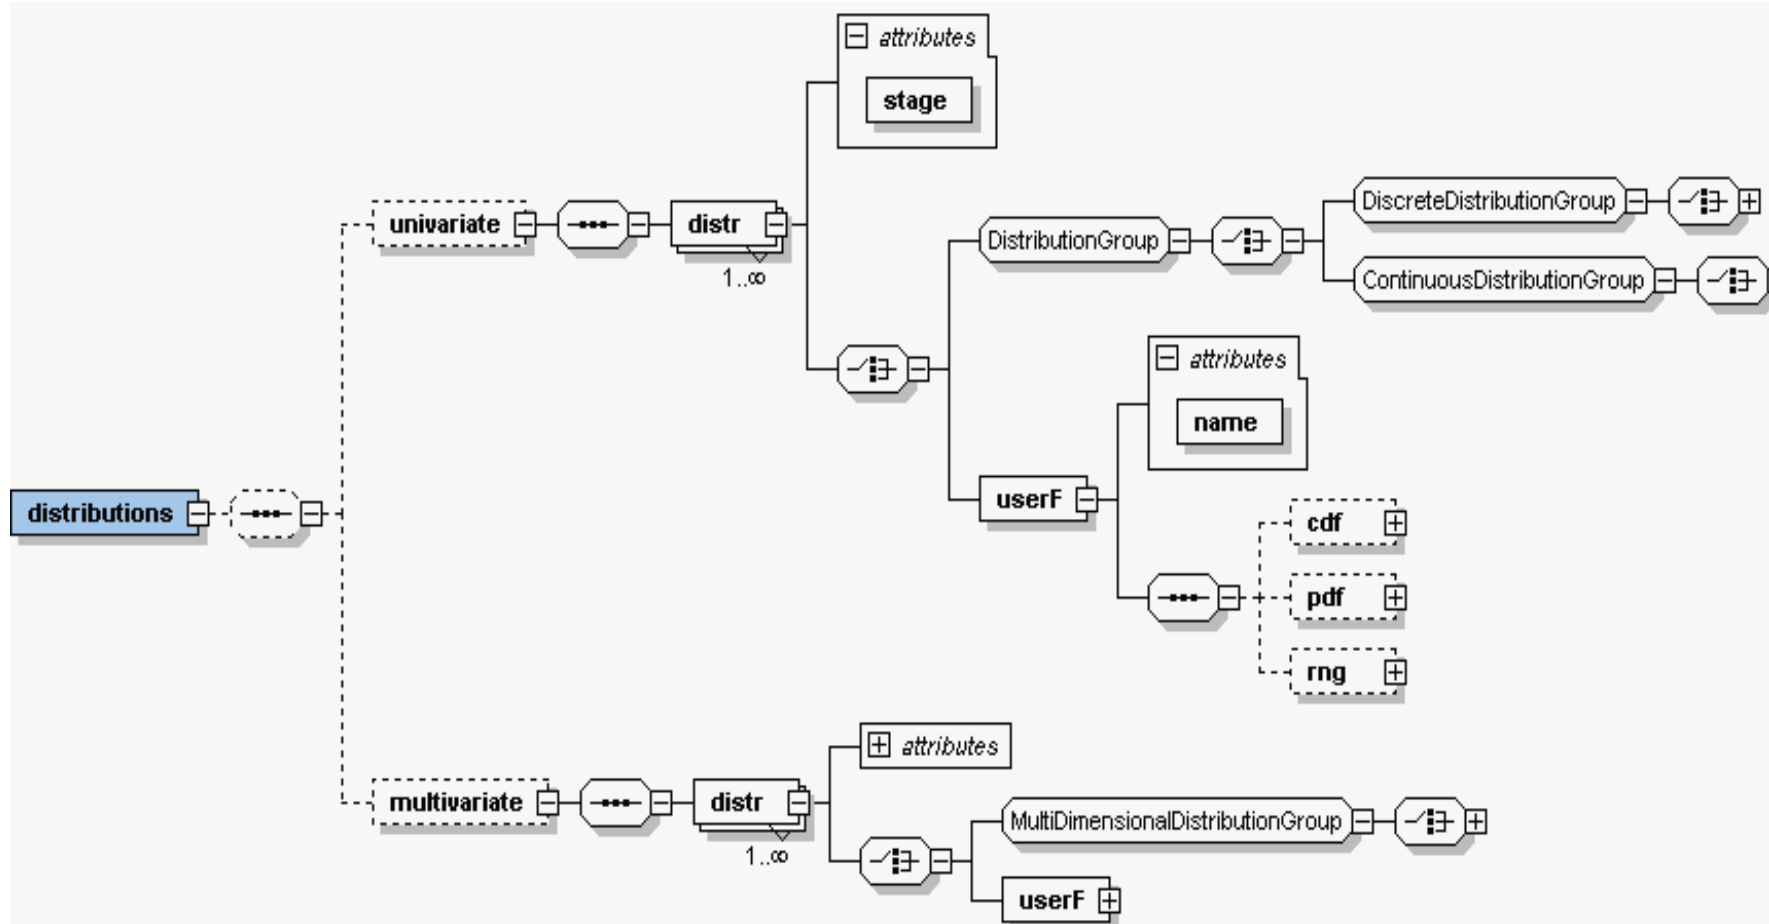 attributes
stage
DiscreteDistributionGroup
univariate
distr
DistributionGroup
1..∞
ContinuousDistributionGroup
attributes
name
userF
distributions
cdf
pdf
rng
attributes
multivariate
distr
MultiDimensionalDistributionGroup
1..∞
userF